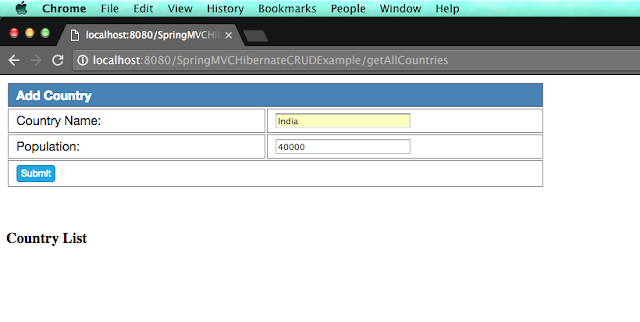 Chrome File Edit View History Bookmarks People Window Help
localhost:8080/SpringMVCHib
localhost:8080/SpringMVCHibernateCRUDExample/getAllCountries
Add Country
Country Name: India
Population: 40000
Submit
Country List